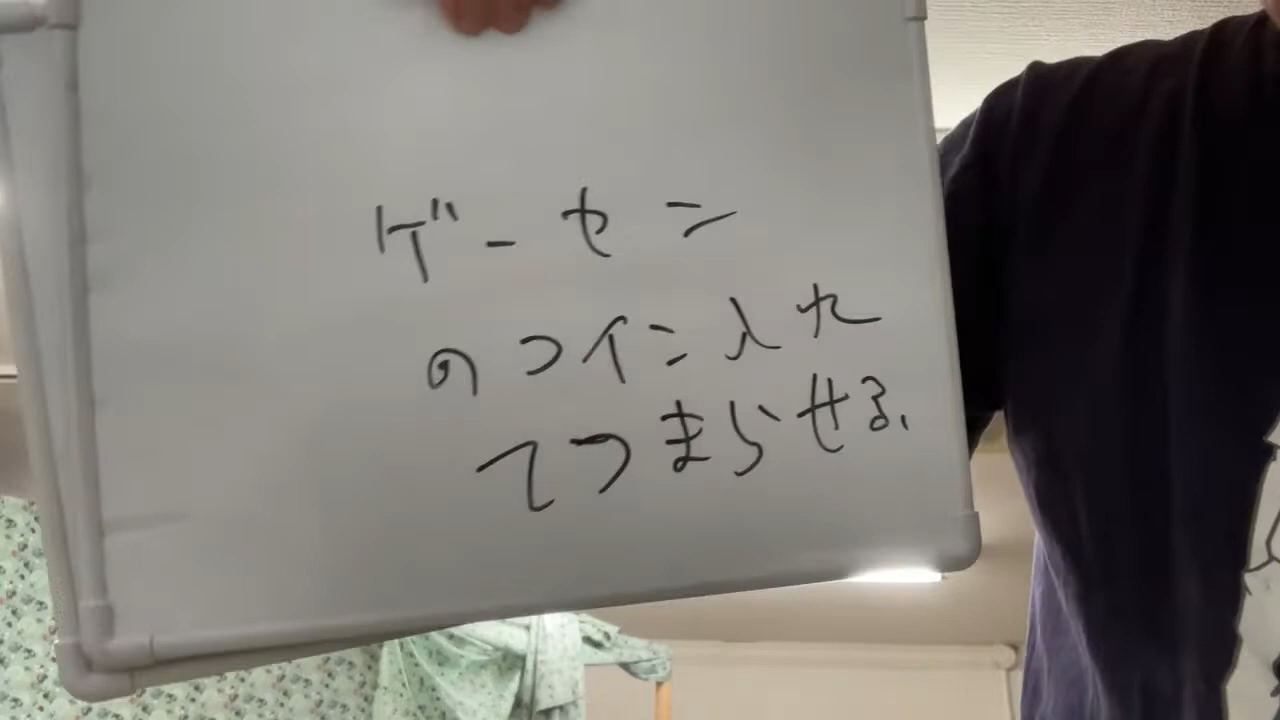 ゲーセン
のコイン入れ
てつまらせる、